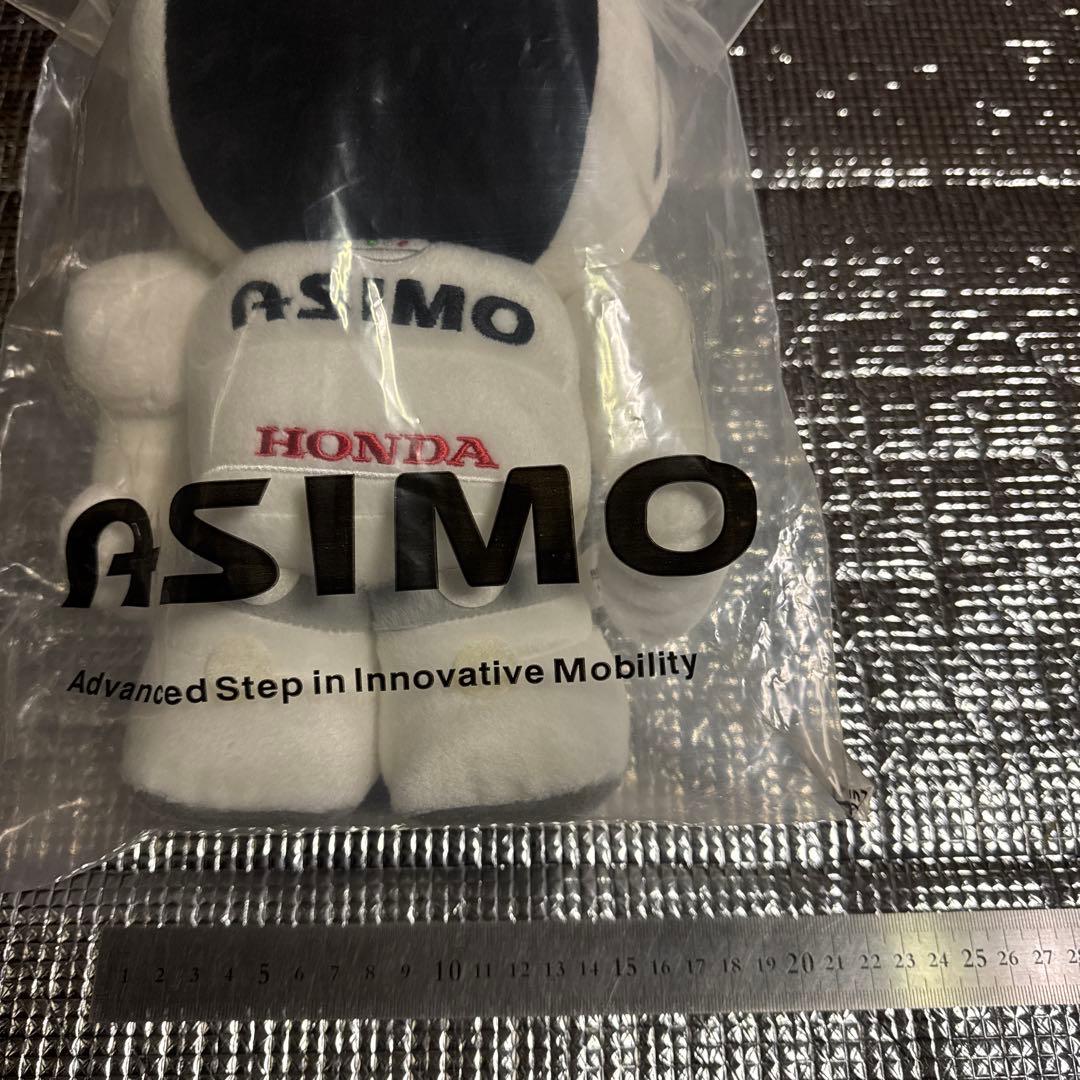 ASIMO
HONDA
ASIMO
Advanced Step in Innovative Mobility
1 2 3 4 5 6 7 8 9 10 11 12 13 14 15 16 17 18 19 20 21 22 23 24 25 26 27